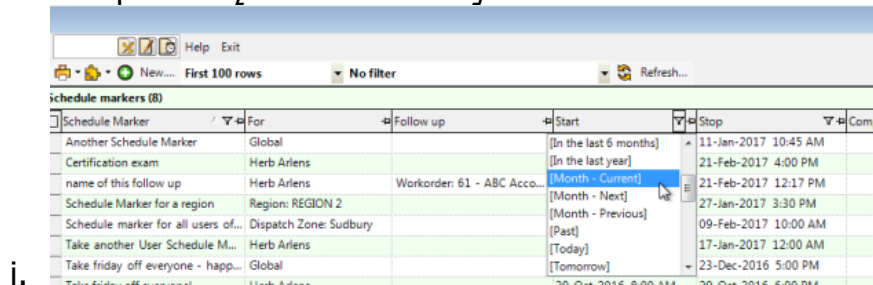 Help Exit
New.... First 100 rows No filter Refresh...
Schedule markers (8)
Schedule Marker For Follow up Start Stop
Another Schedule Marker Global [In the last 6 months] 11-Jan-2017 10:45 AM
Certification exam Herb Arlens [In the last year] 21-Feb-2017 4:00 PM
name of this follow up Herb Arlens Workorder: 61 - ABC Acco... [Month - Current] 21-Feb-2017 12:17 PM
Schedule Marker for a region Region: REGION 2 [Month - Next] 27-Jan-2017 3:30 PM
[Month - Previous]
Schedule marker for all users of... Dispatch Zone: Sudbury [Past] 09-Feb-2017 10:00 AM
Take another User Schedule M... Herb Arlens [Today] 17-Jan-2017 12:00 AM
i. Take friday off everyone - happ... Global [Tomorrow] 23-Dec-2016 5:00 PM